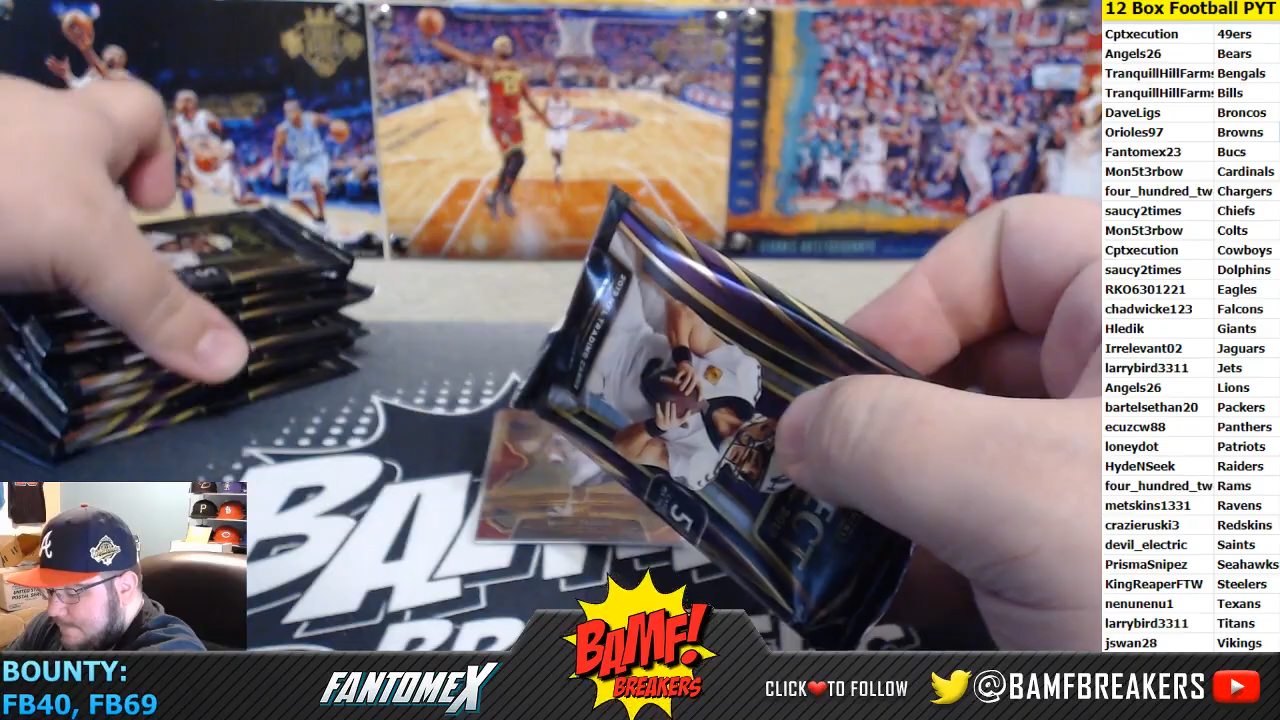 12 Box Football PYT
Cptxecution 49ers
Angels26 Bears
TranquillHillFarms Bengals
TranquillHillFarms Bills
DaveLigs Broncos
Orioles97 Browns
Fantomex23 Bucs
Mon5t3rbow Cardinals
four_hundred_tw Chargers
saucy2times Chiefs
Mon5t3rbow Colts
Cptxecution Cowboys
saucy2times Dolphins
RKO6301221 Eagles
chadwicke123 Falcons
Hledik Giants
Irrelevant02 Jaguars
larrybird3311 Jets
Angels26 Lions
bartelsethan20 Packers
ecuzcw88 Panthers
loneydot Patriots
HydeNSeek Raiders
four_hundred_tw Rams
metskins1331 Ravens
crazieruski3 Redskins
devil_electric Saints
PrismaSnipez Seahawks
KingReaperFTW Steelers
nenunenu1 Texans
larrybird3311 Titans
jswan28 Vikings
5
A
P
BOUNTY:
FB40, FB69
FANTOMEX
BAMF!
BREAKERS
CLICK TO FOLLOW
@BAMFBREAKERS